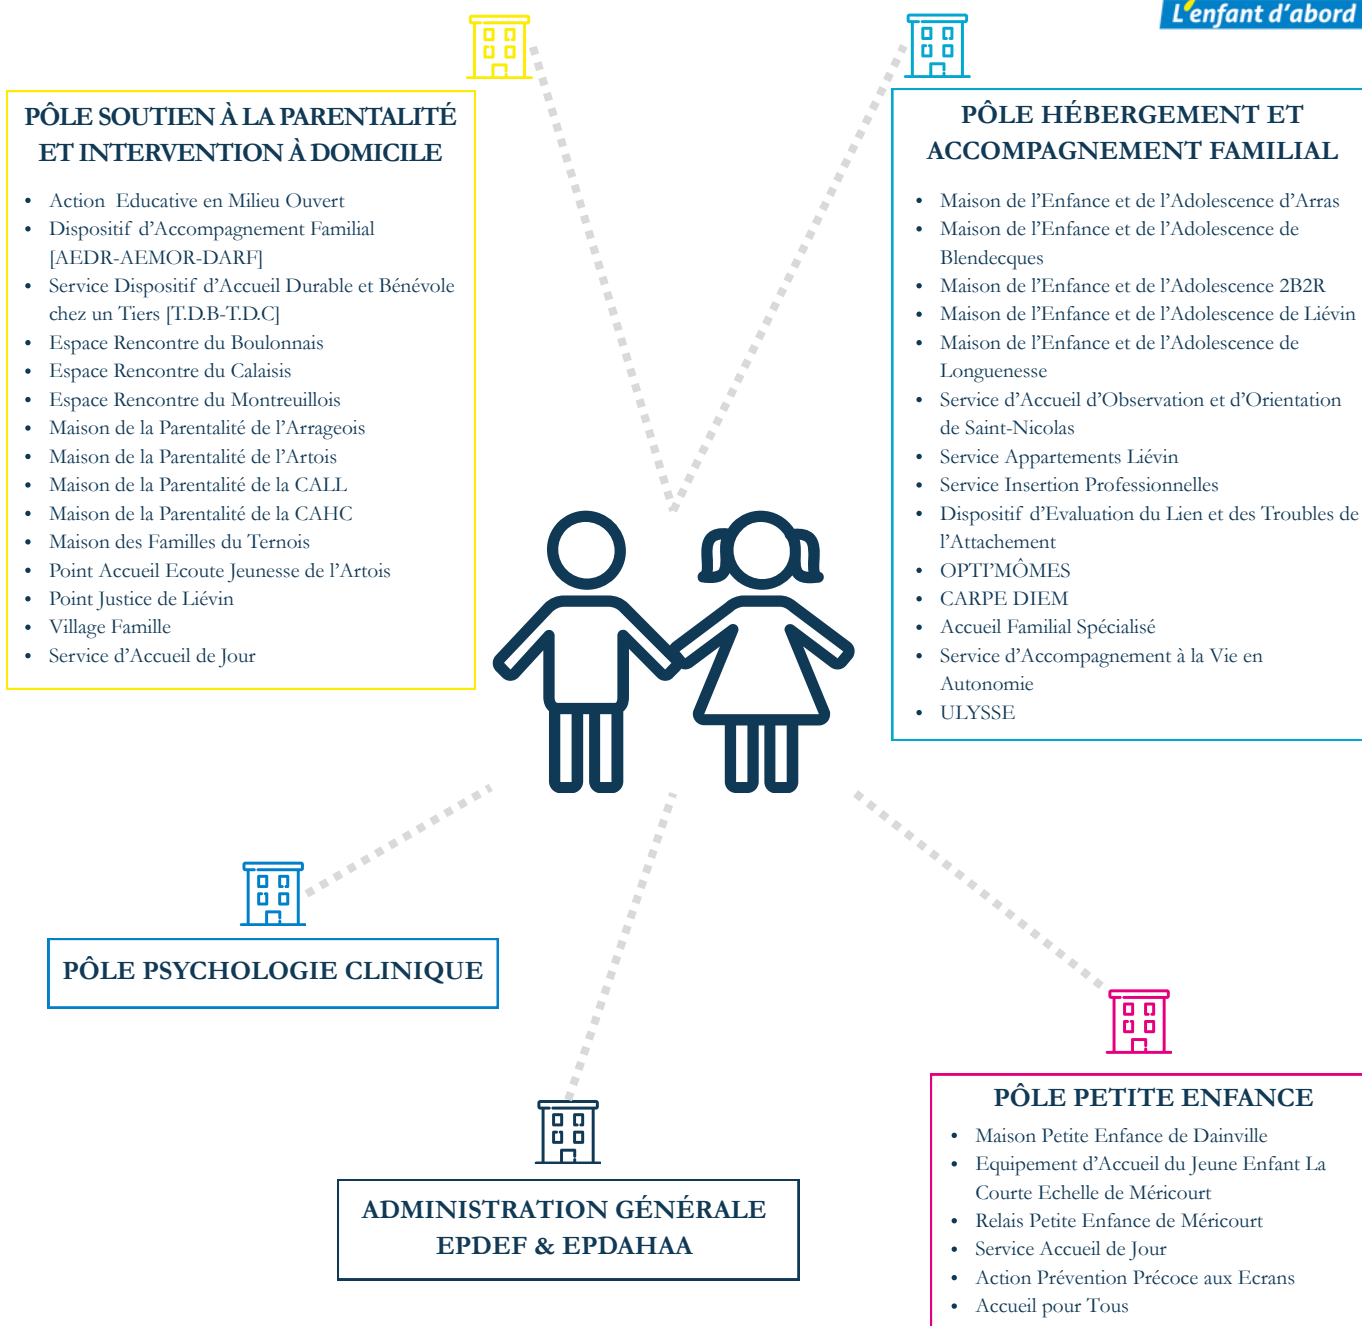 L'enfant d'abord
PÔLE SOUTIEN À LA PARENTALITÉ
ET INTERVENTION À DOMICILE
• Action Educative en Milieu Ouvert
• Dispositif d'Accompagnement Familial
[AEDR-AEMOR-DARF]
• Service Dispositif d'Accueil Durable et Bénévole
chez un Tiers [T.D.B-T.D.C]
• Espace Rencontre du Boulonnais
• Espace Rencontre du Calaisis
• Espace Rencontre du Montreuillois
• Maison de la Parentalité de l'Arrageois
• Maison de la Parentalité de l'Artois
• Maison de la Parentalité de la CALL
• Maison de la Parentalité de la CAHC
• Maison des Familles du Ternois
• Point Accueil Ecoute Jeunesse de l'Artois
• Point Justice de Liévin
• Village Famille
• Service d'Accueil de Jour
PÔLE HÉBERGEMENT ET
ACCOMPAGNEMENT FAMILIAL
• Maison de l'Enfance et de l'Adolescence d'Arras
• Maison de l'Enfance et de l'Adolescence de
Blendecques
• Maison de l'Enfance et de l'Adolescence 2B2R
• Maison de l'Enfance et de l'Adolescence de Liévin
• Maison de l'Enfance et de l'Adolescence de
Longuenesse
• Service d'Accueil d'Observation et d'Orientation
de Saint-Nicolas
• Service Appartements Liévin
• Service Insertion Professionnelles
• Dispositif d'Evaluation du Lien et des Troubles de
l'Attachement
• OPTI'MÔMES
• CARPE DIEM
• Accueil Familial Spécialisé
• Service d'Accompagnement à la Vie en
Autonomie
• ULYSSE
PÔLE PSYCHOLOGIE CLINIQUE
ADMINISTRATION GÉNÉRALE
EPDEF & EPDAHAA
PÔLE PETITE ENFANCE
• Maison Petite Enfance de Dainville
• Equipement d'Accueil du Jeune Enfant La
Courte Echelle de Méricourt
• Relais Petite Enfance de Méricourt
• Service Accueil de Jour
• Action Prévention Précoce aux Ecrans
• Accueil pour Tous